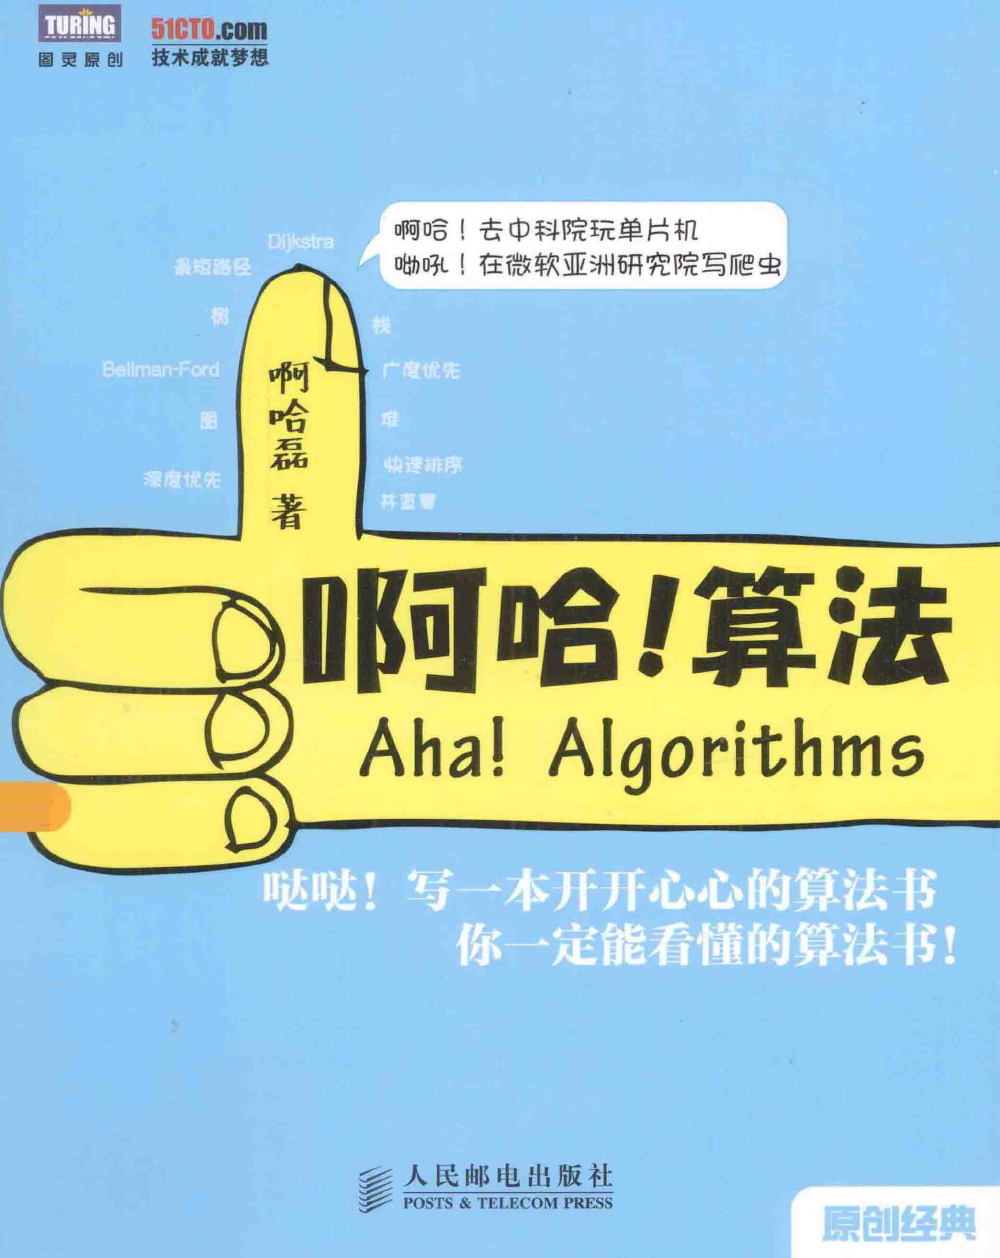 TURING
图灵原创
51CTO.com
技术成就梦想
啊哈！去中科院玩单片机
呦吼！在微软亚洲研究院写爬虫
Dijkstra
最短路径
树
栈
Bellman-Ford
广度优先
图
堆
快速排序
深度优先
并查集
啊哈磊 著
啊哈！算法
Aha! Algorithms
哒哒！写一本开开心心的算法书
你一定能看懂的算法书！
人民邮电出版社
POSTS & TELECOM PRESS
原创经典